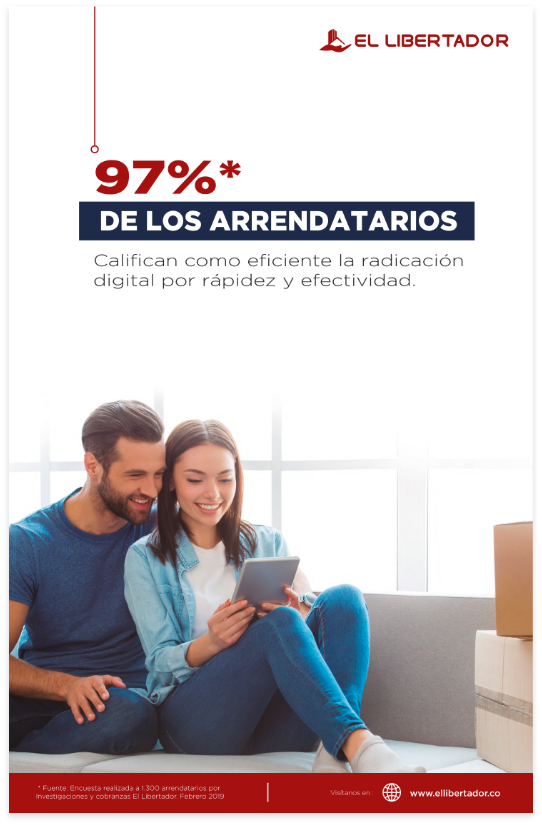 EL LIBERTADOR
97%*
DE LOS ARRENDATARIOS
Califican como eficiente la radicación
digital por rápidez y efectividad.
* Fuente: Encuesta realizada a 1.300 arrendatarios por
Investigaciones y cobranzas El Libertador. Febrero 2019
Visítanos en :
www.ellibertador.co